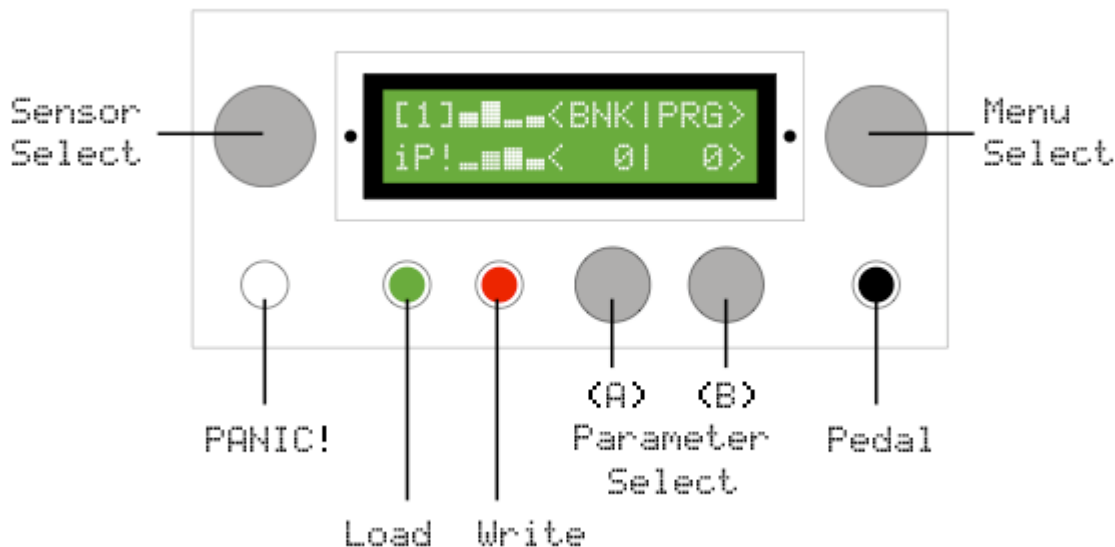 Sensor
Select
[1] <BNK|PRG>
iP! < 0| 0>
Menu
Select
PANIC!
Load
Write
(A)
(B)
Parameter
Select
Pedal